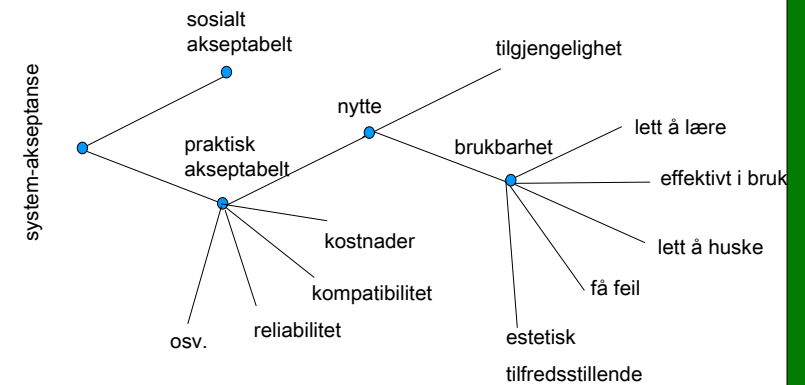 sosialt
akseptabelt
tilgjengelighet
system-akseptanse
nytte
lett å lære
praktisk
akseptabelt
brukbarhet
effektivt i bruk
kostnader
lett å huske
kompatibilitet
få feil
reliabilitet
osv.
estetisk
tilfredsstillende